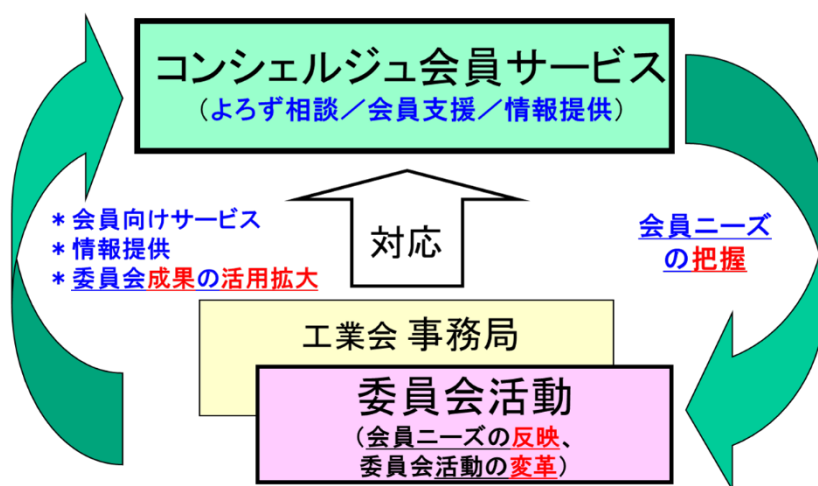 コンシェルジュ会員サービス
（よろず相談／会員支援／情報提供）
＊会員向けサービス
＊情報提供
＊委員会成果の活用拡大
対応
会員ニーズ
の把握
工業会 事務局
委員会活動
（会員ニーズの反映、
委員会活動の変革）